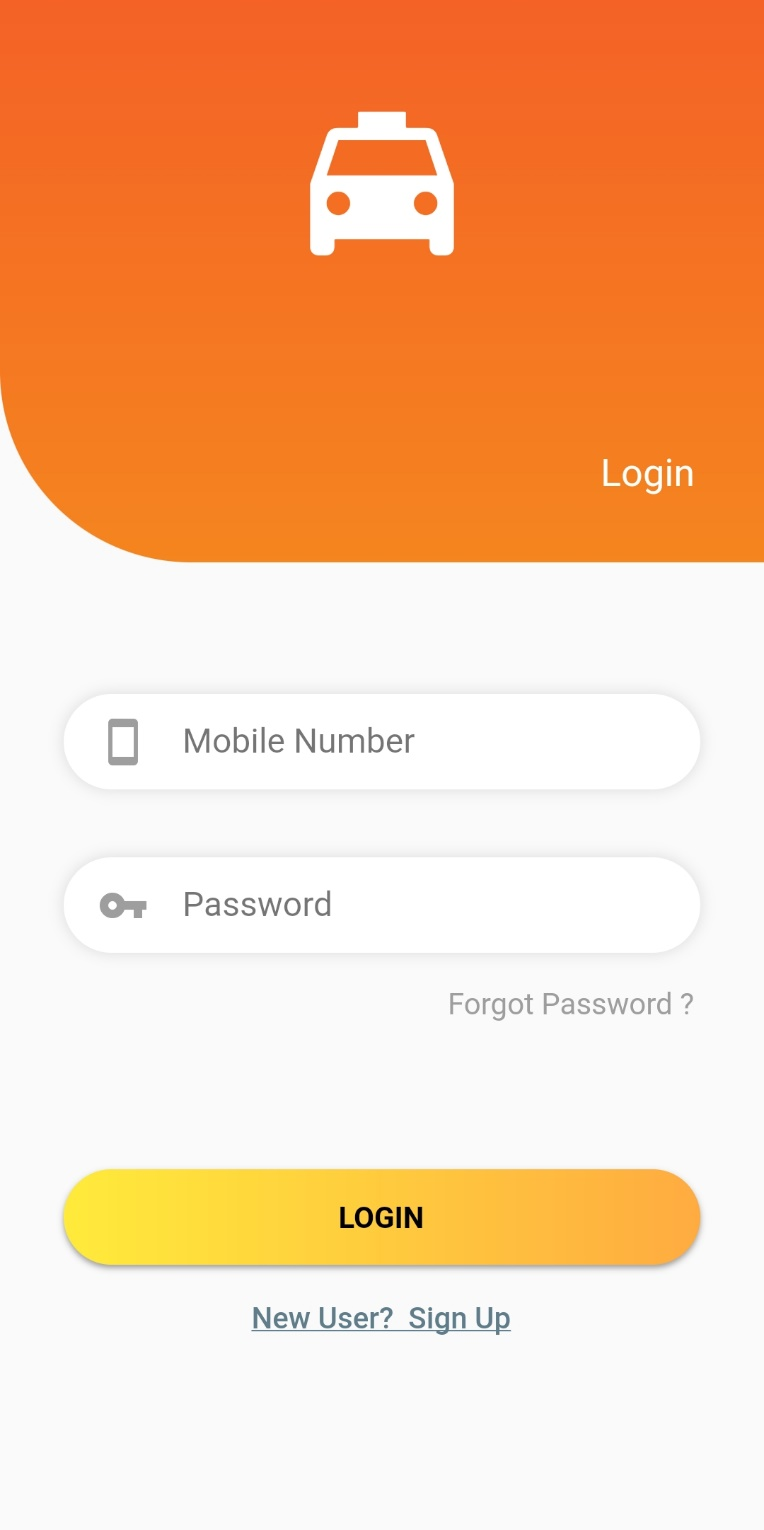 Login
Mobile Number
Password
Forgot Password ?
LOGIN
New User?  Sign Up